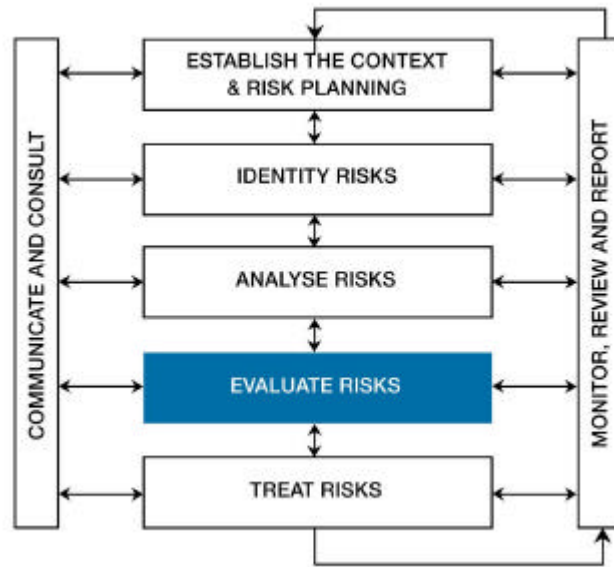 COMMUNICATE AND CONSULT
ESTABLISH THE CONTEXT
& RISK PLANNING
IDENTITY RISKS
ANALYSE RISKS
EVALUATE RISKS
TREAT RISKS
MONITOR, REVIEW AND REPORT